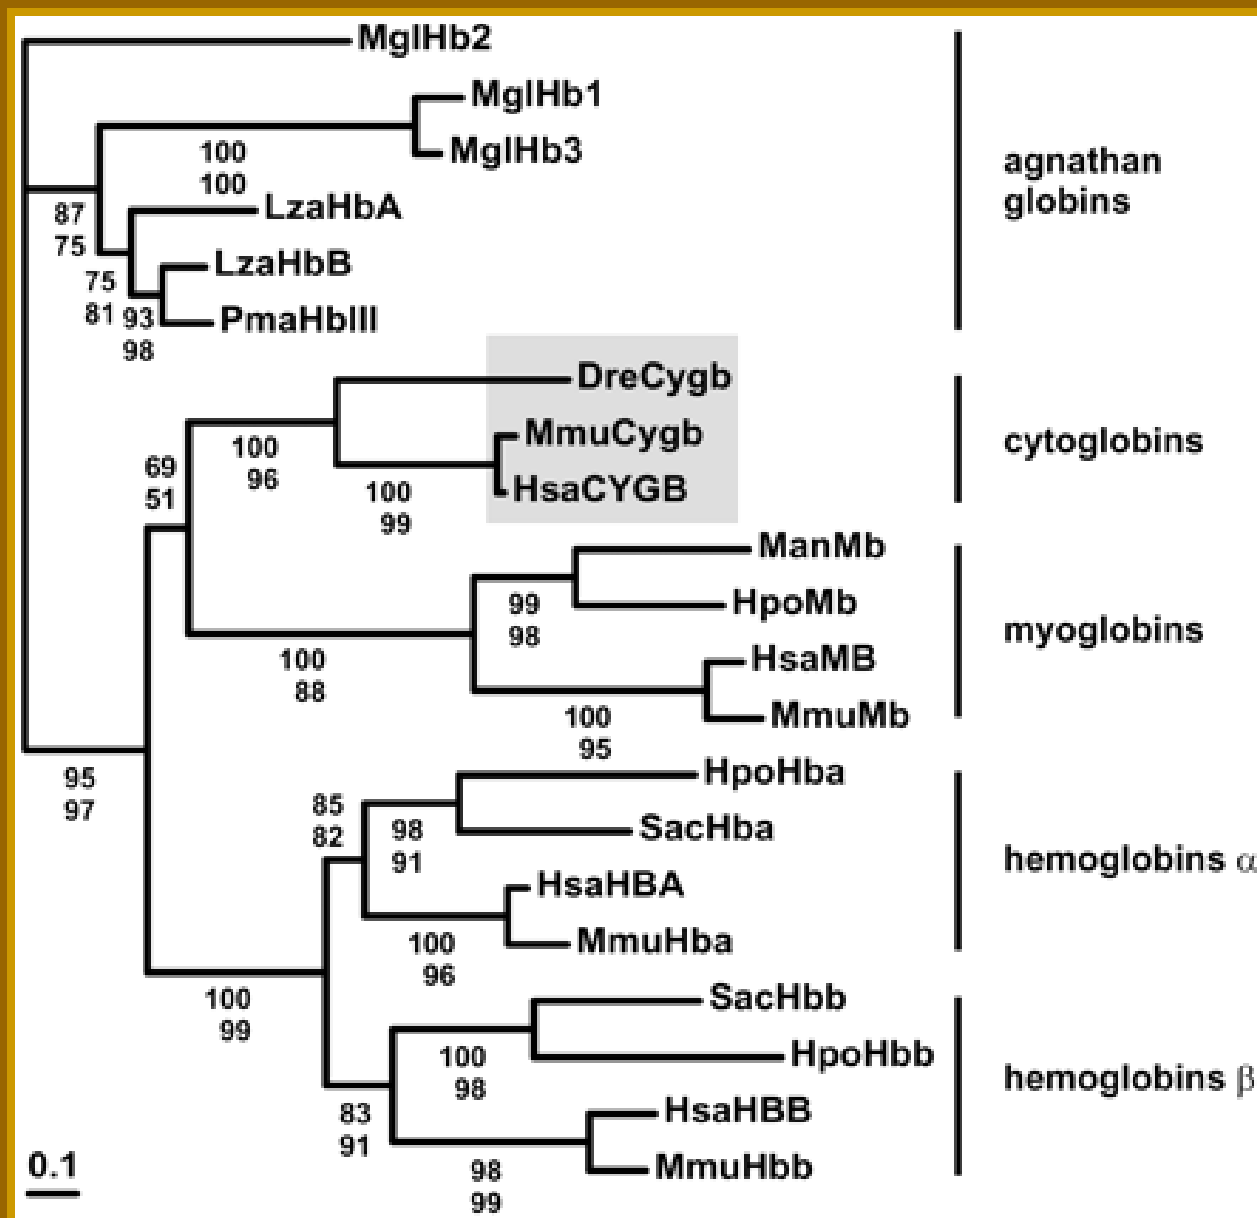 MglHb2
MglHb1
MglHb3
100
100
agnathan
globins
LzaHbA
87
75
LzaHbB
75
81
PmaHbIII
93
98
DreCygb
MmuCygb
HsaCYGB
100
96
100
99
cytoglobins
69
51
ManMb
HpoMb
99
98
HsaMB
MmuMb
myoglobins
100
88
100
95
HpoHba
SacHba
95
97
85
82
98
91
HsaHBA
MmuHba
hemoglobins α
100
96
100
99
SacHbb
HpoHbb
100
98
HsaHBB
MmuHbb
hemoglobins β
83
91
98
99
0.1